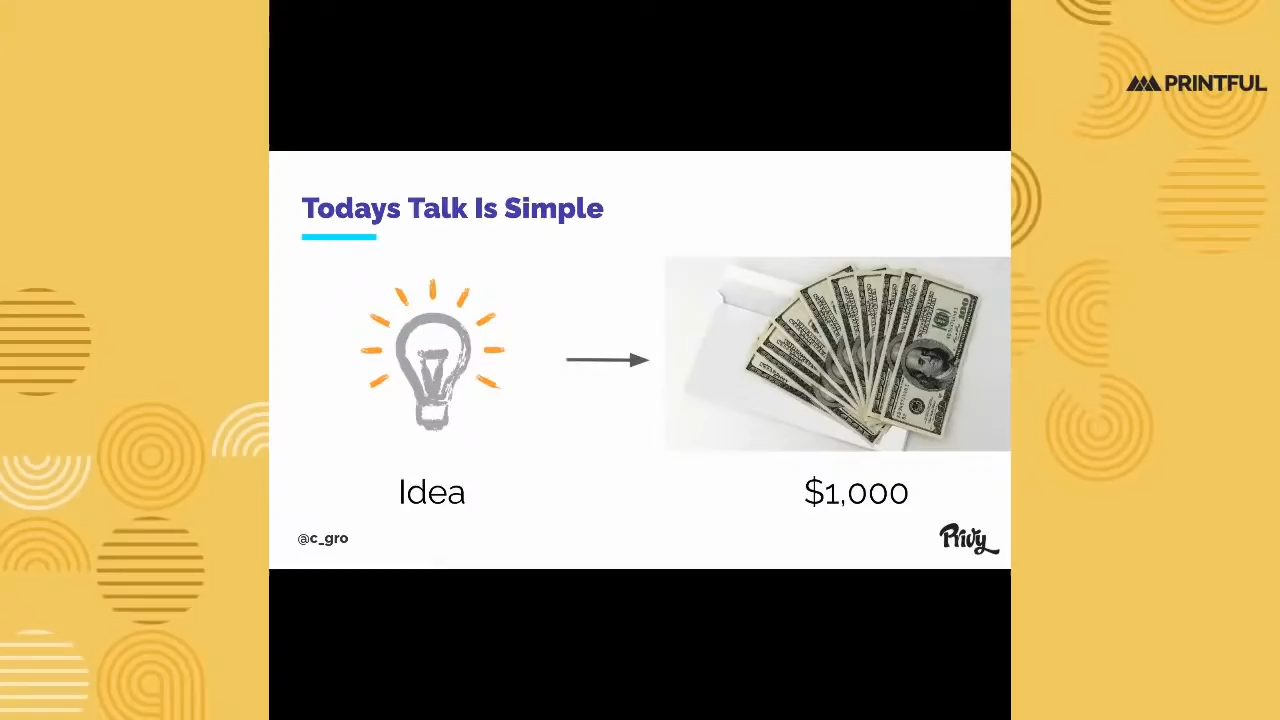 PRINTFUL
Todays Talk Is Simple
Idea
$1,000
@c_gro
Privy